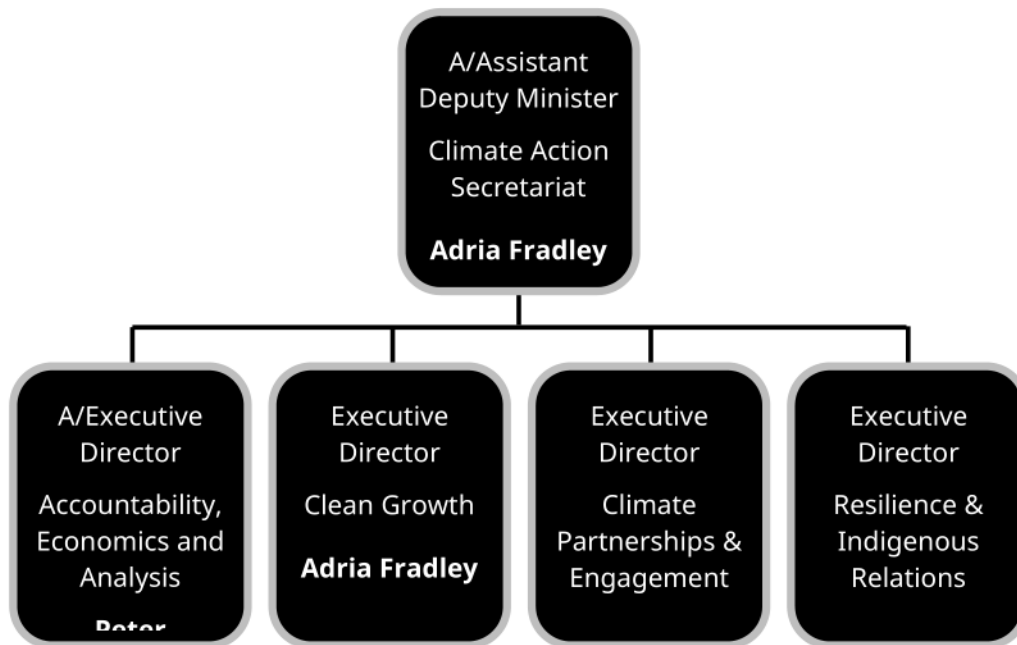 A/Assistant
Deputy Minister
Climate Action
Secretariat
Adria Fradley
A/Executive
Director
Accountability,
Economics and
Analysis
Peter
Executive
Director
Clean Growth
Adria Fradley
Executive
Director
Climate
Partnerships &
Engagement
Executive
Director
Resilience &
Indigenous
Relations